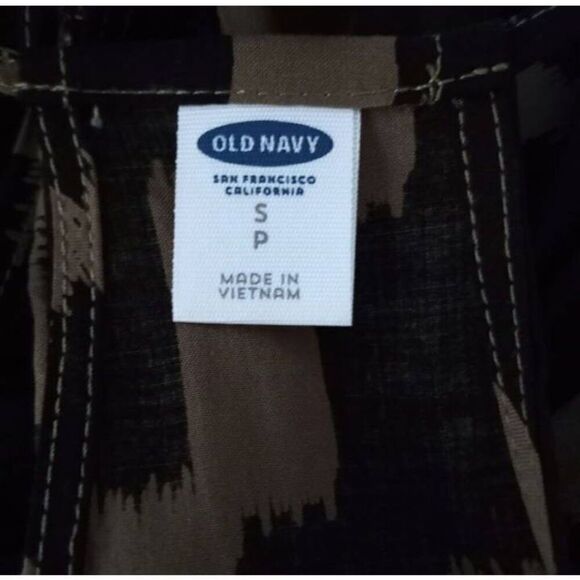 OLD NAVY
SAN FRANCISCO
CALIFORNIA
S
P
MADE IN
VIETNAM